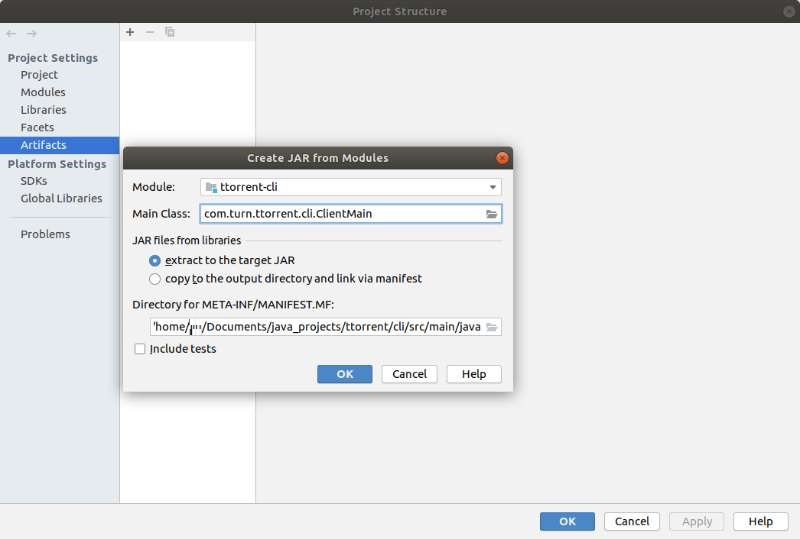 Project Structure
Project Settings
Project
Modules
Libraries
Facets
Artifacts
Platform Settings
SDKs
Global Libraries
Problems
Create JAR from Modules
Module: ttorrent-cli
Main Class: com.turn.ttorrent.cli.ClientMain
JAR files from libraries
extract to the target JAR
copy to the output directory and link via manifest
Directory for META-INF/MANIFEST.MF:
'home/ /Documents/java_projects/ttorrent/cli/src/main/java
Include tests
OK Cancel Help
OK Cancel Apply Help